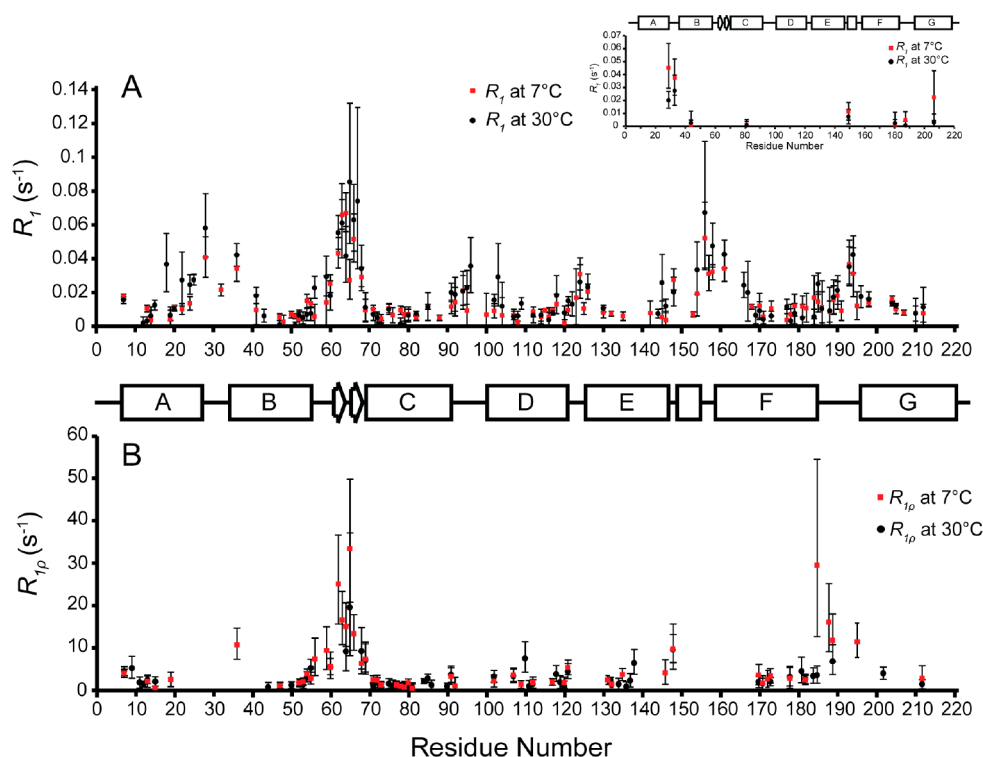 A B C D E F G
0.07
0.06
0.05
0.04
0.03
0.02
0.01
0
R1 (s-1)
R1 at 7°C
R1 at 30°C
0 20 40 60 80 100 120 140 160 180 200 220
Residue Number
A
0.14
0.12
0.1
0.08
0.06
0.04
0.02
0
R1 (s-1)
R1 at 7°C
R1 at 30°C
0 10 20 30 40 50 60 70 80 90 100 110 120 130 140 150 160 170 180 190 200 210 220
A B C D E F G
B
60
50
40
30
20
10
0
R1ρ (s-1)
R1ρ at 7°C
R1ρ at 30°C
0 10 20 30 40 50 60 70 80 90 100 110 120 130 140 150 160 170 180 190 200 210 220
Residue Number